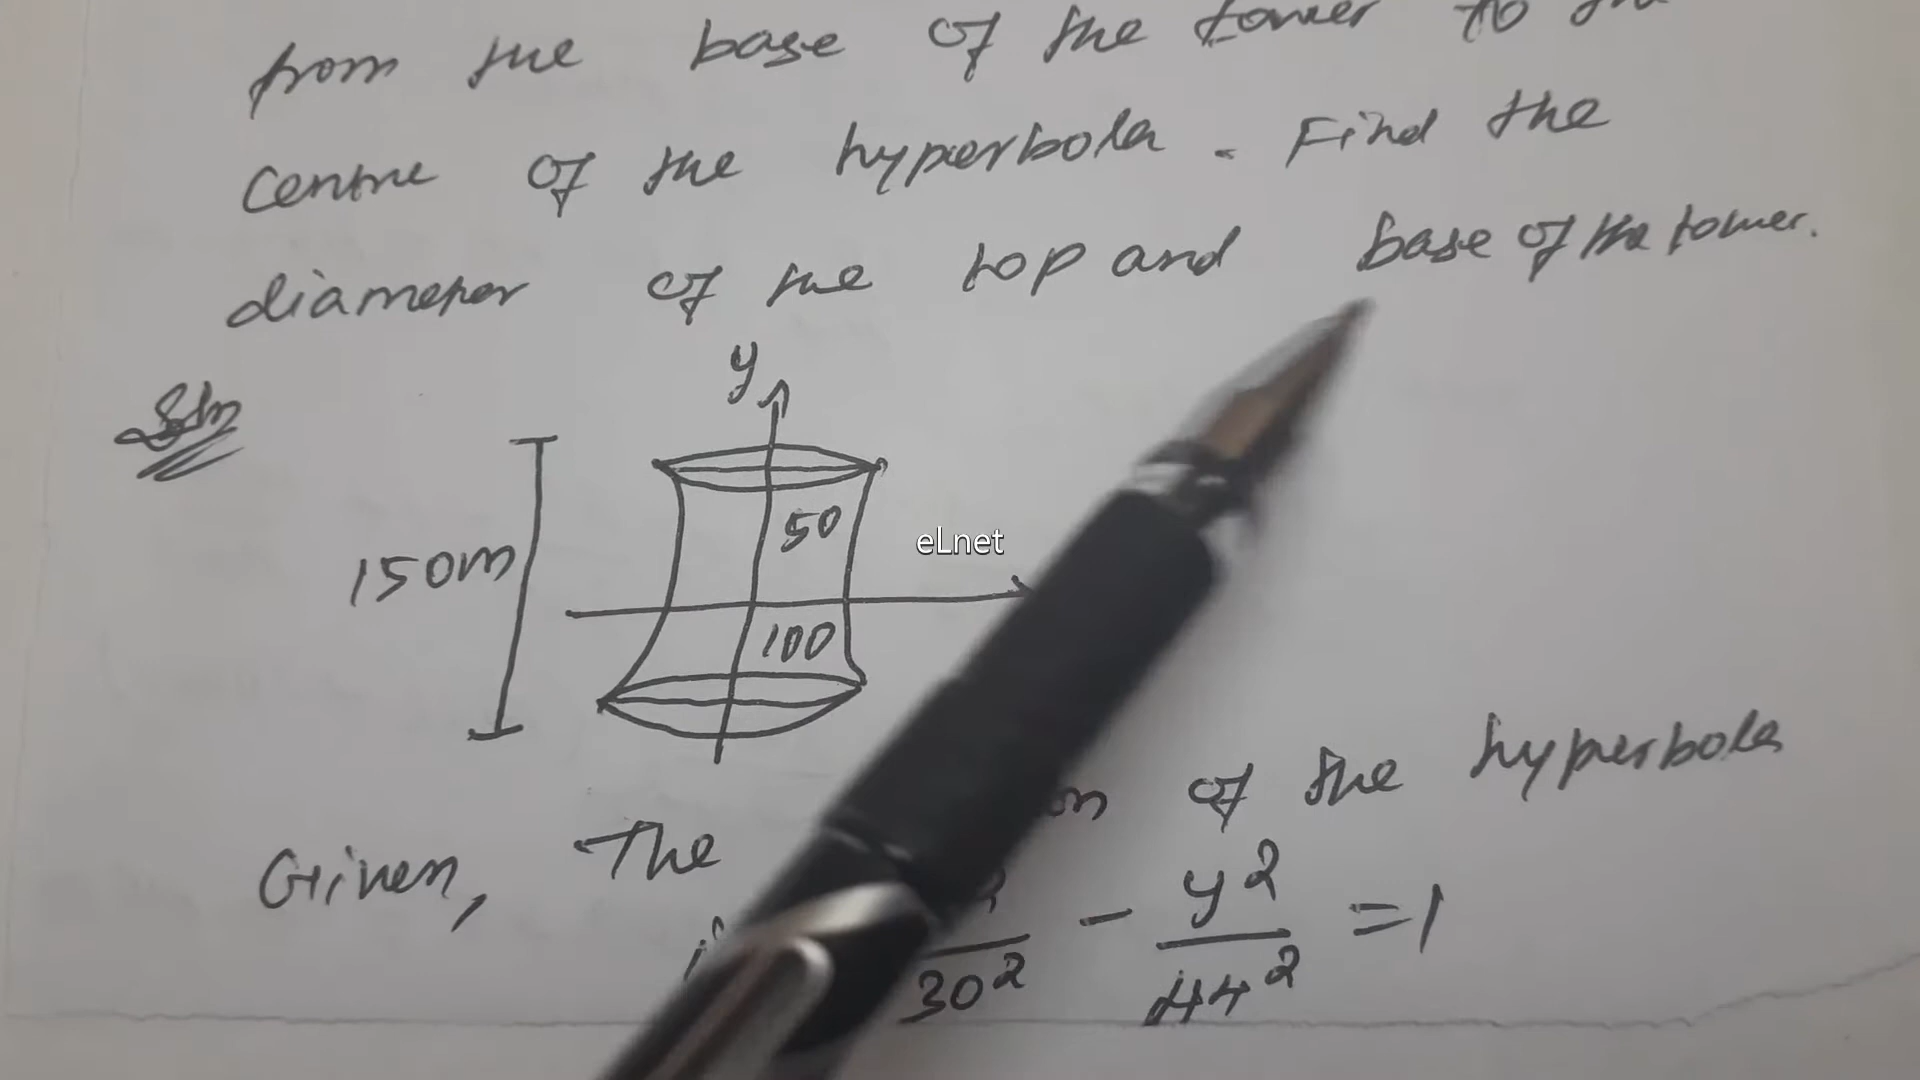 from the base of the tower to
centre of the hyperbola. Find the
diameter of the top and base of the tower.
y
Soln
50
eLnet
150m
100
of the hyperbola
Given, The
30² - y²/44² = 1